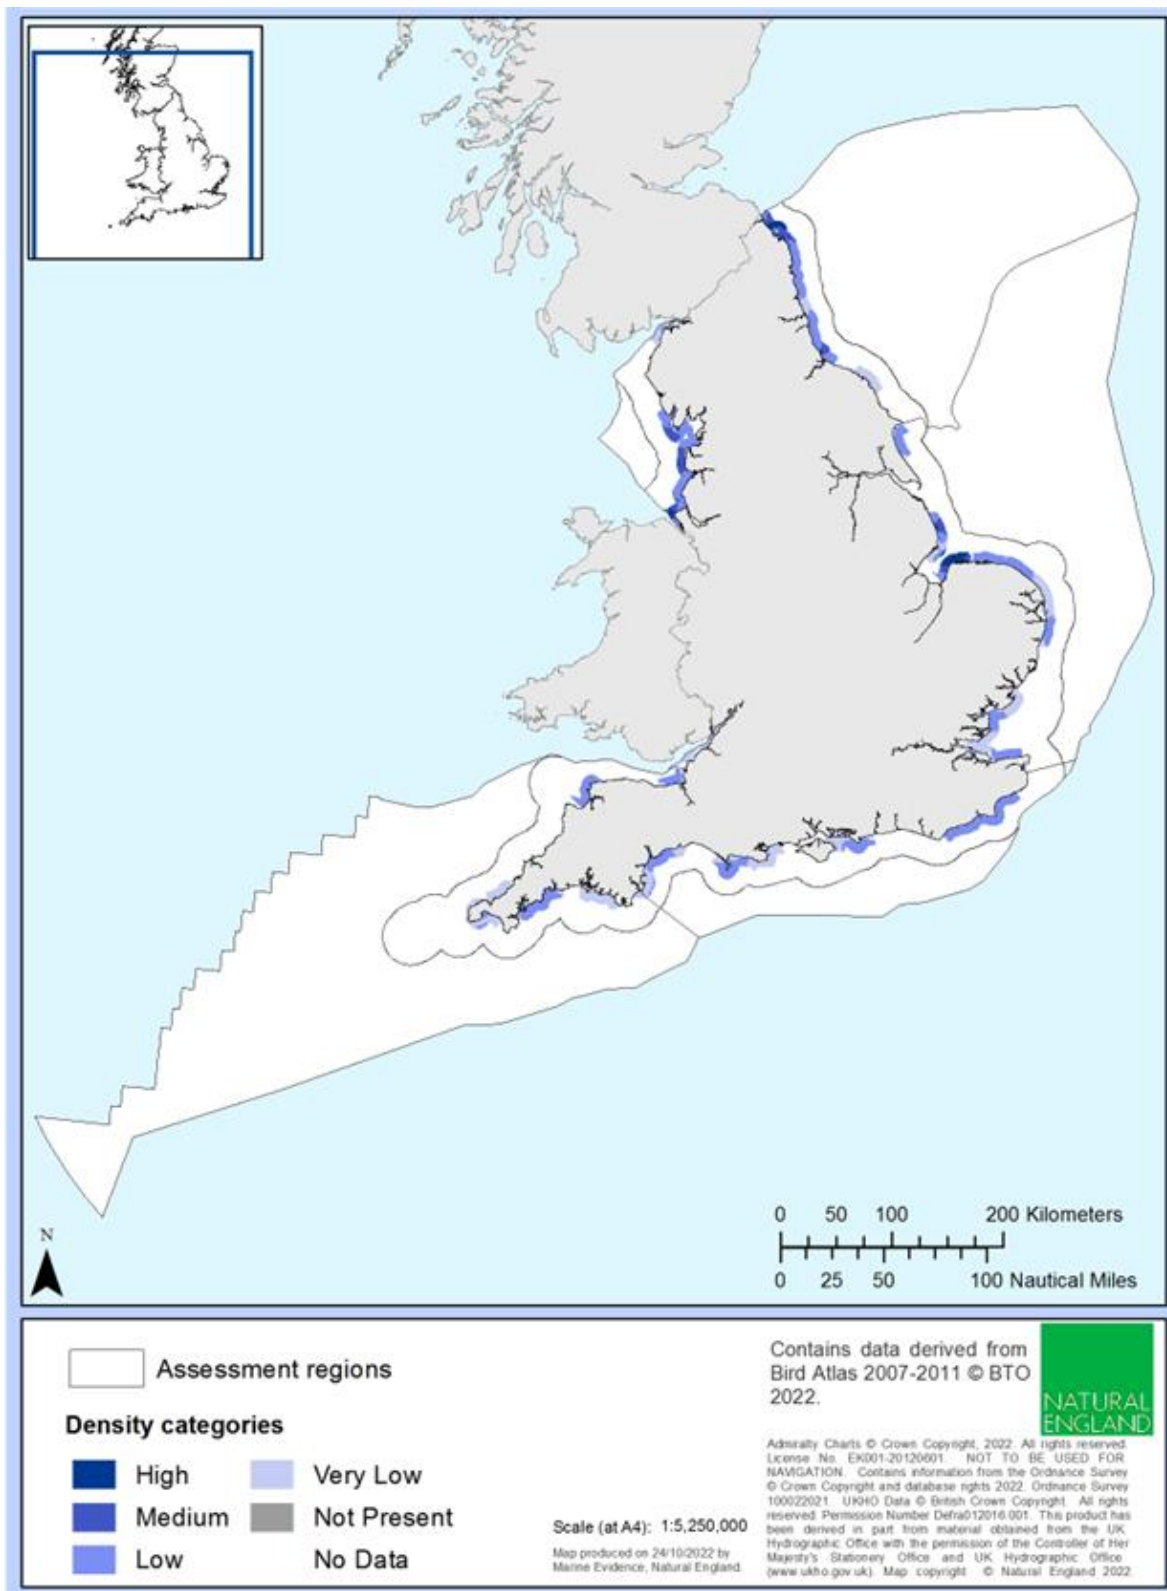 N
0 50 100 200 Kilometers
0 25 50 100 Nautical Miles
Assessment regions
Density categories
High
Medium
Low
Very Low
Not Present
No Data
Scale (at A4): 1:5,250,000
Map produced on 24/10/2022 by
Marine Evidence, Natural England.
Contains data derived from
Bird Atlas 2007-2011 © BTO
2022.
NATURAL
ENGLAND
Admiralty Charts © Crown Copyright, 2022. All rights reserved.
License No. EK001-20120601. NOT TO BE USED FOR
NAVIGATION. Contains information from the Ordnance Survey
© Crown Copyright and database rights 2022. Ordnance Survey
100022021. UKHO Data © British Crown Copyright. All rights
reserved. Permission Number Defra012016.001. This product has
been derived in part from material obtained from the UK
Hydrographic Office with the permission of the Controller of Her
Majesty's Stationery Office and UK Hydrographic Office
(www.ukho.gov.uk). Map copyright © Natural England 2022